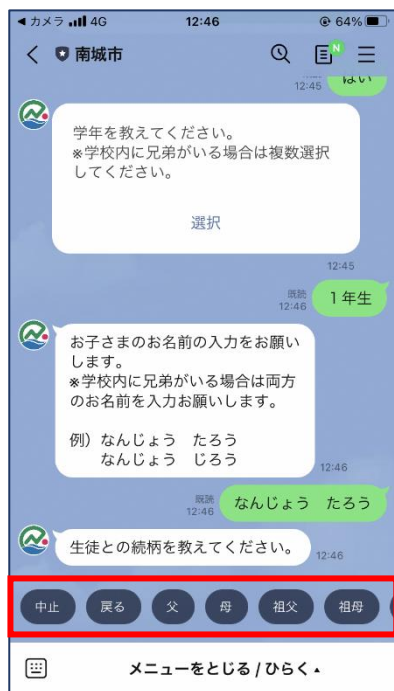 カメラ 4G 12:46 64%
南城市 N
はい
12:45
学年を教えてください。
※学校内に兄弟がいる場合は複数選択
してください。
選択
12:45
既読
12:46 1年生
お子さまのお名前の入力をお願い
します。
※学校内に兄弟がいる場合は両方
のお名前を入力お願いします。
例）なんじょう　たろう
なんじょう　じろう
12:46
既読
12:46 なんじょう　たろう
生徒との続柄を教えてください。 12:46
中止 戻る 父 母 祖父 祖母
メニューをとじる / ひらく